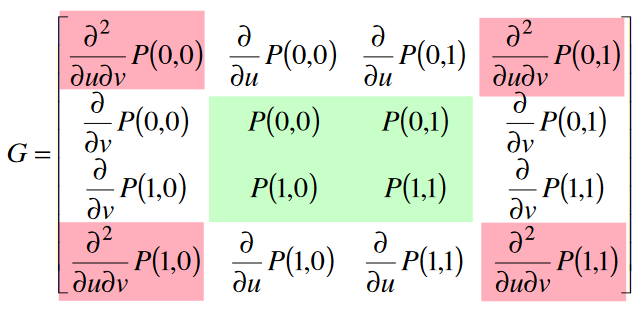 ∂²/∂u∂v P(0,0) ∂/∂u P(0,0) ∂/∂u P(0,1) ∂²/∂u∂v P(0,1)
∂/∂v P(0,0) P(0,0) P(0,1) ∂/∂v P(0,1)
G =
∂/∂v P(1,0) P(1,0) P(1,1) ∂/∂v P(1,1)
∂²/∂u∂v P(1,0) ∂/∂u P(1,0) ∂/∂u P(1,1) ∂²/∂u∂v P(1,1)